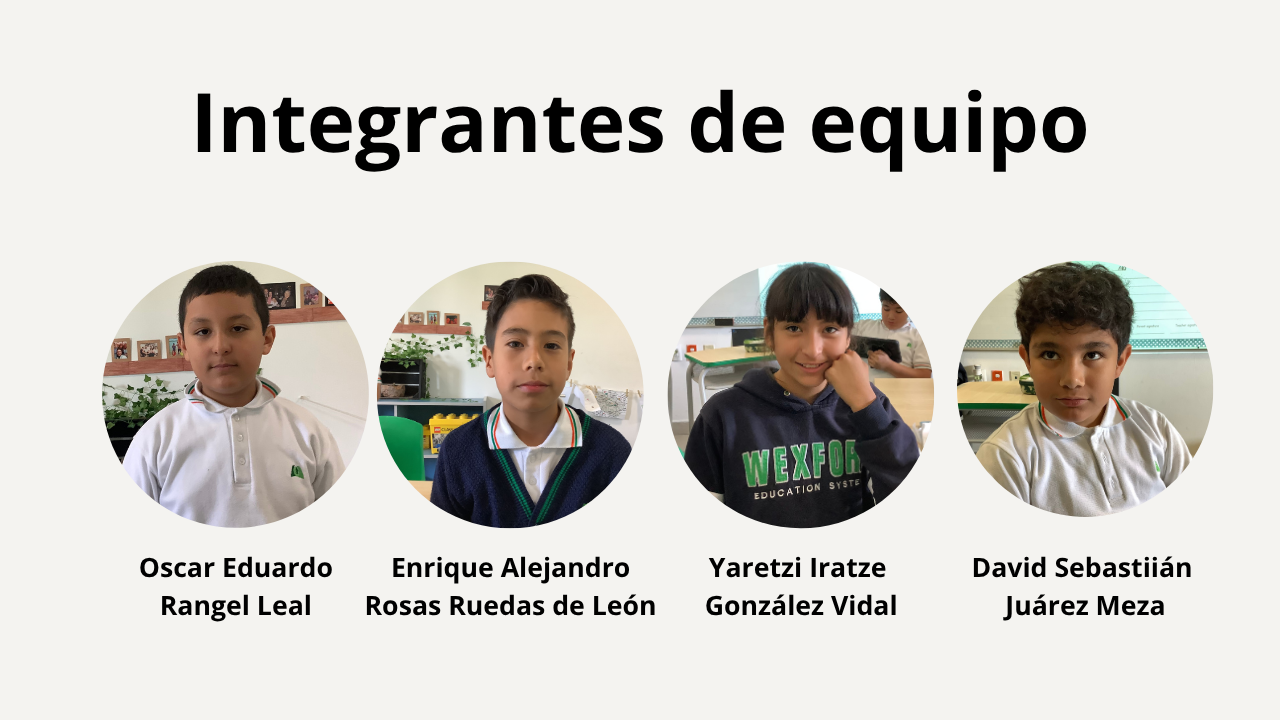 Integrantes de equipo
WEXFOR
EDUCATION SYSTE
Oscar Eduardo
Rangel Leal
Enrique Alejandro
Rosas Ruedas de León
Yaretzi Iratze
González Vidal
David Sebastiián
Juárez Meza